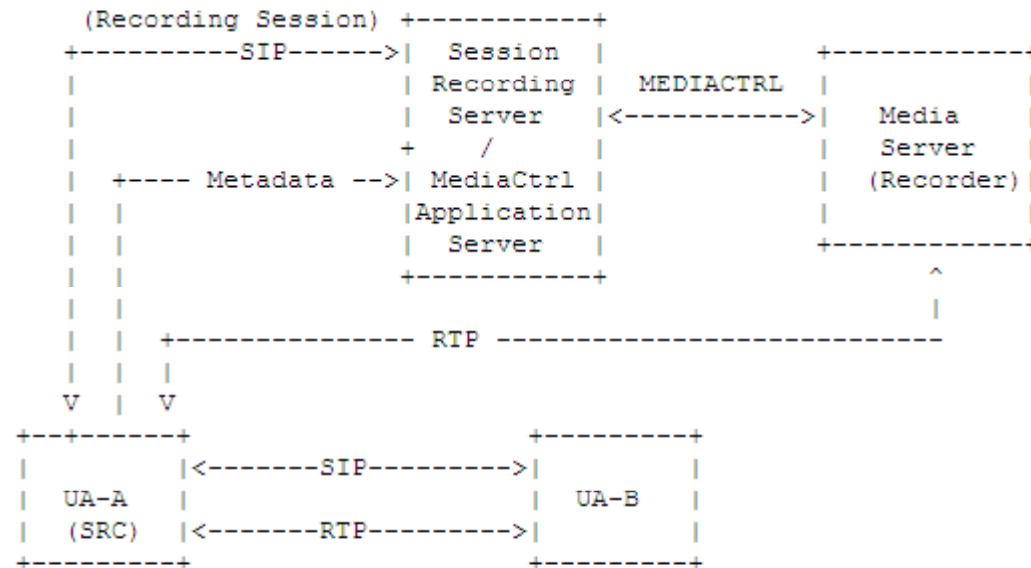 (Recording Session)
SIP
Session
Recording MEDIACTRL
Server Media
/ Server
Metadata MediaCtrl (Recorder)
Application
Server
RTP
V V
SIP
UA-A UA-B
(SRC) RTP